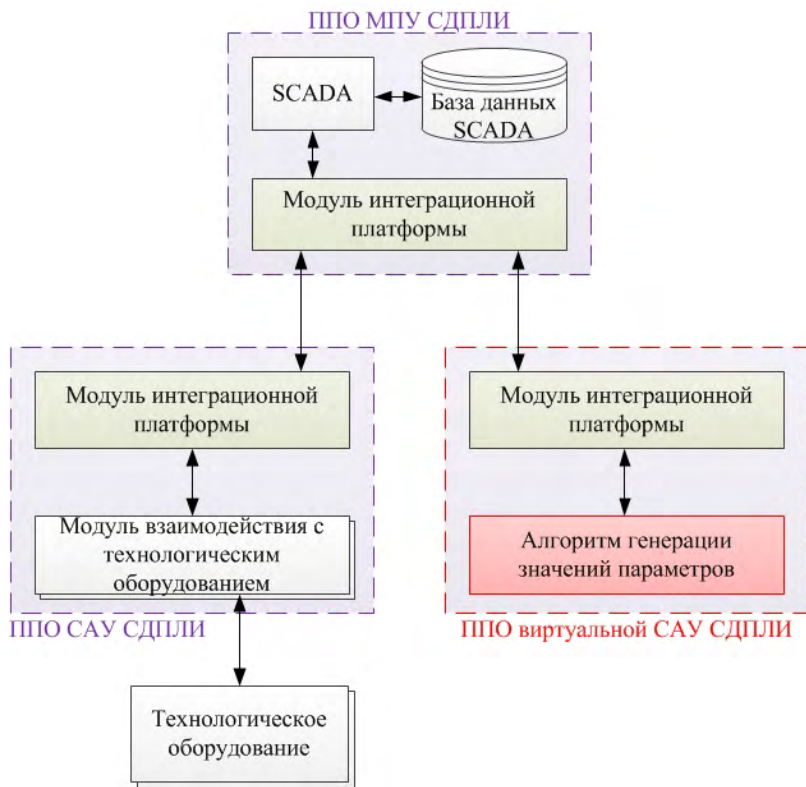 ППО МПУ СДПЛИ
SCADA
База данных
SCADA
Модуль интеграционной
платформы
Модуль интеграционной
платформы
Модуль интеграционной
платформы
Модуль взаимодействия с
технологическим
оборудованием
Алгоритм генерации
значений параметров
ППО САУ СДПЛИ
ППО виртуальной САУ СДПЛИ
Технологическое
оборудование